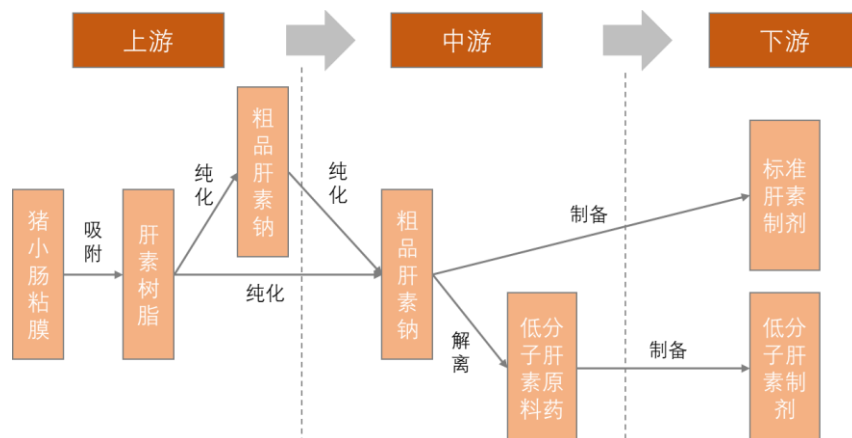 上游
中游
下游
粗
品
肝
素
钠
纯
化
纯
化
标准
肝素
制剂
猪
小
肠
粘
膜
吸
附
肝
素
树
脂
纯化
粗
品
肝
素
钠
制备
解
离
低分
子肝
素原
料药
制备
低分
子肝
素制
剂